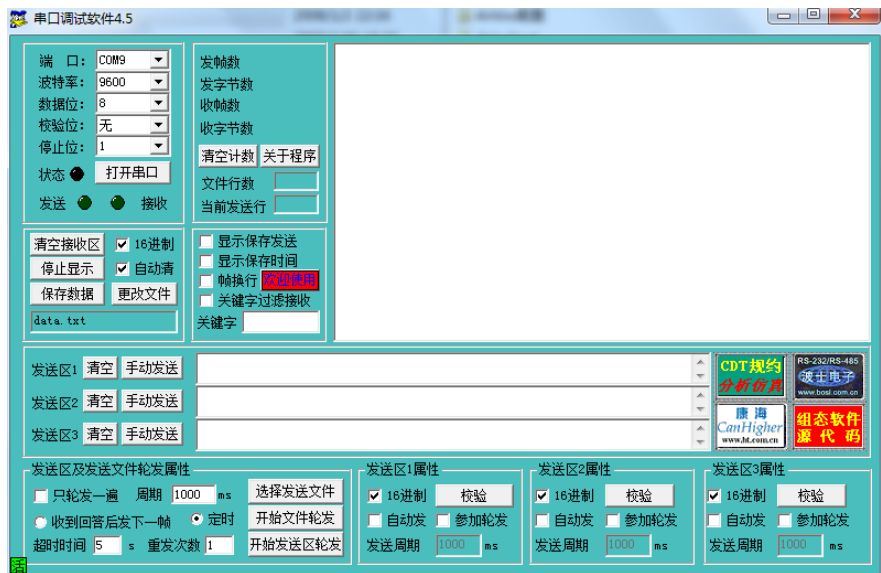 串口调试软件4.5
端 口: COM9
波特率: 9600
数据位: 8
校验位: 无
停止位: 1
状态 打开串口
发送 接收
发帧数
发字节数
收帧数
收字节数
清空计数 关于程序
文件行数
当前发送行
清空接收区 16进制
停止显示 自动清
保存数据 更改文件
data.txt
显示保存发送
显示保存时间
帧换行 欢迎使用
关键字过滤接收
关键字
发送区1 清空 手动发送
发送区2 清空 手动发送
发送区3 清空 手动发送
CDT规约
分析仿真
RS-232/RS-485
波士电子
www.bosi.com.cn
康海
CanHigher
www.ht.com.cn
组态软件
源代码
发送区及发送文件轮发属性
只轮发一遍 周期 1000 ms 选择发送文件
收到回答后发下一帧 定时 开始文件轮发
超时时间 5 s 重发次数 1 开始发送区轮发
发送区1属性
16进制 校验
自动发 参加轮发
发送周期 1000 ms
发送区2属性
16进制 校验
自动发 参加轮发
发送周期 1000 ms
发送区3属性
16进制 校验
自动发 参加轮发
发送周期 1000 ms
活